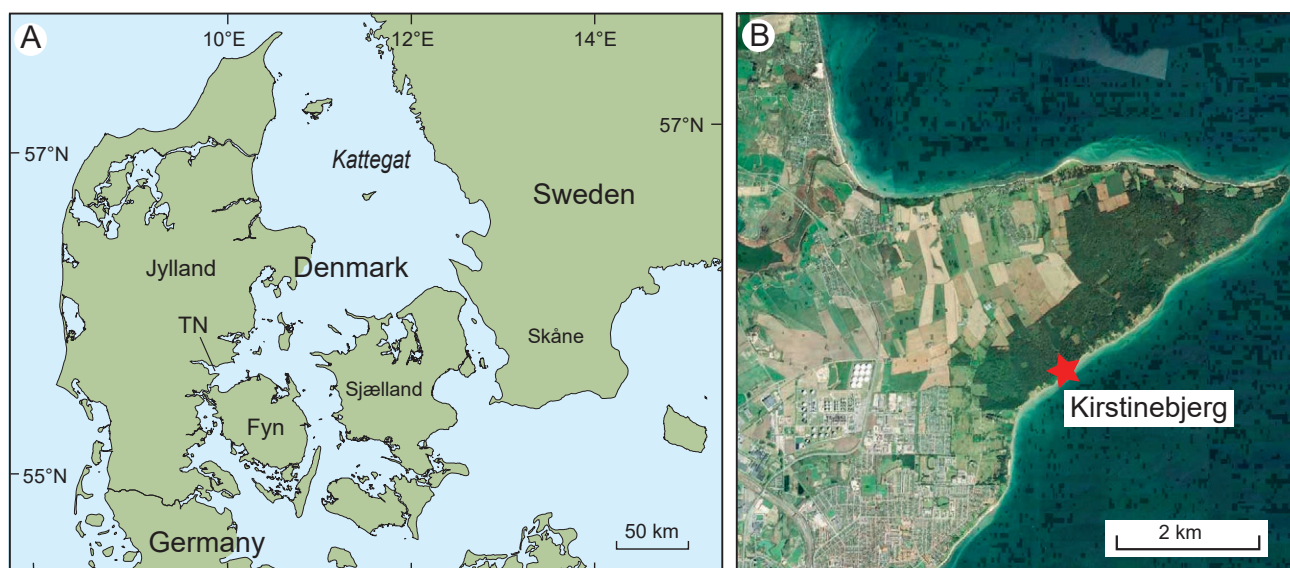 A
10°E
12°E
14°E
57°N
57°N
Kattegat
Sweden
Jylland
Denmark
TN
Skåne
Sjælland
Fyn
55°N
Germany
50 km
B
Kirstinebjerg
2 km